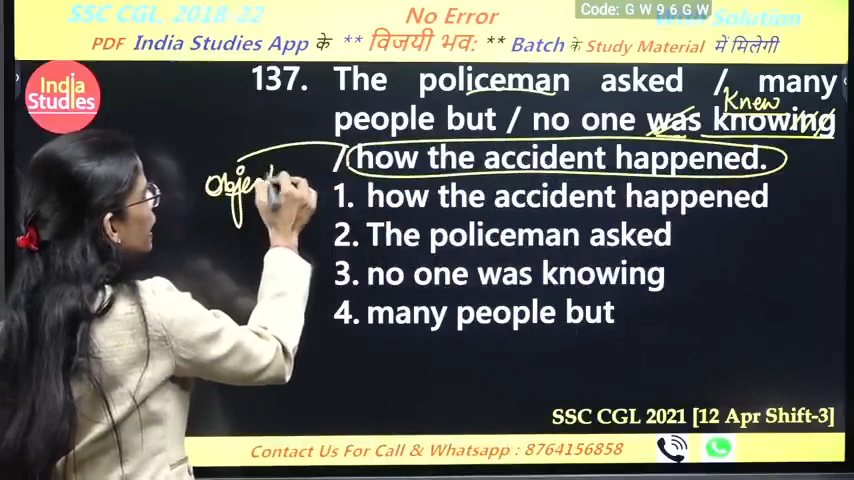 SSC CGL, 2018-22
No Error
Code: GW96GW
Solution
PDF India Studies App के ** विजयी भव: ** Batch के Study Material में मिलेगी
India
Studies
137. The policeman asked / many
Knew
people but / no one was knowing
/ how the accident happened.
Object
1. how the accident happened
2. The policeman asked
3. no one was knowing
4. many people but
SSC CGL 2021 [12 Apr Shift-3]
Contact Us For Call & Whatsapp : 8764156858